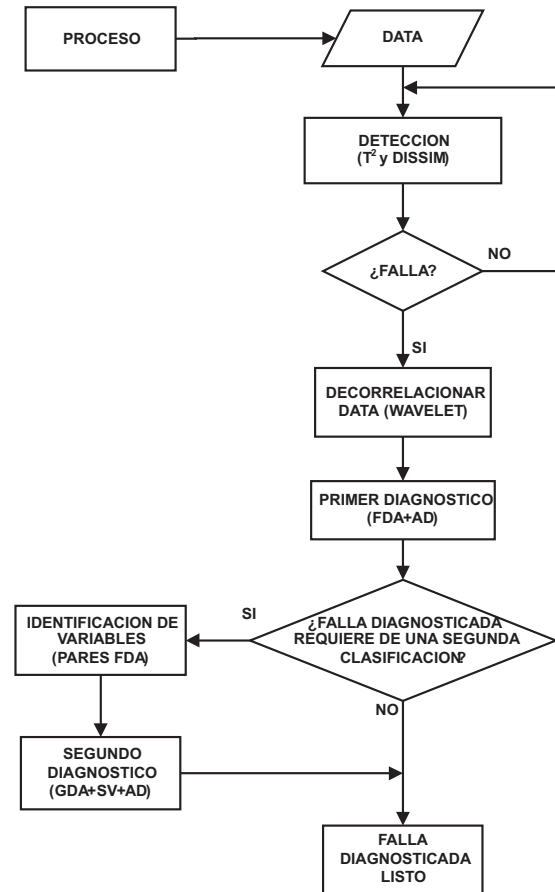 PROCESO
DATA
DETECCION
(T² y DISSIM)
¿FALLA?
NO
SI
DECORRELACIONAR
DATA (WAVELET)
PRIMER DIAGNOSTICO
(FDA+AD)
¿FALLA DIAGNOSTICADA
REQUIERE DE UNA SEGUNDA
CLASIFICACION?
SI
IDENTIFICACION DE
VARIABLES
(PARES FDA)
NO
SEGUNDO
DIAGNOSTICO
(GDA+SV+AD)
FALLA
DIAGNOSTICADA
LISTO